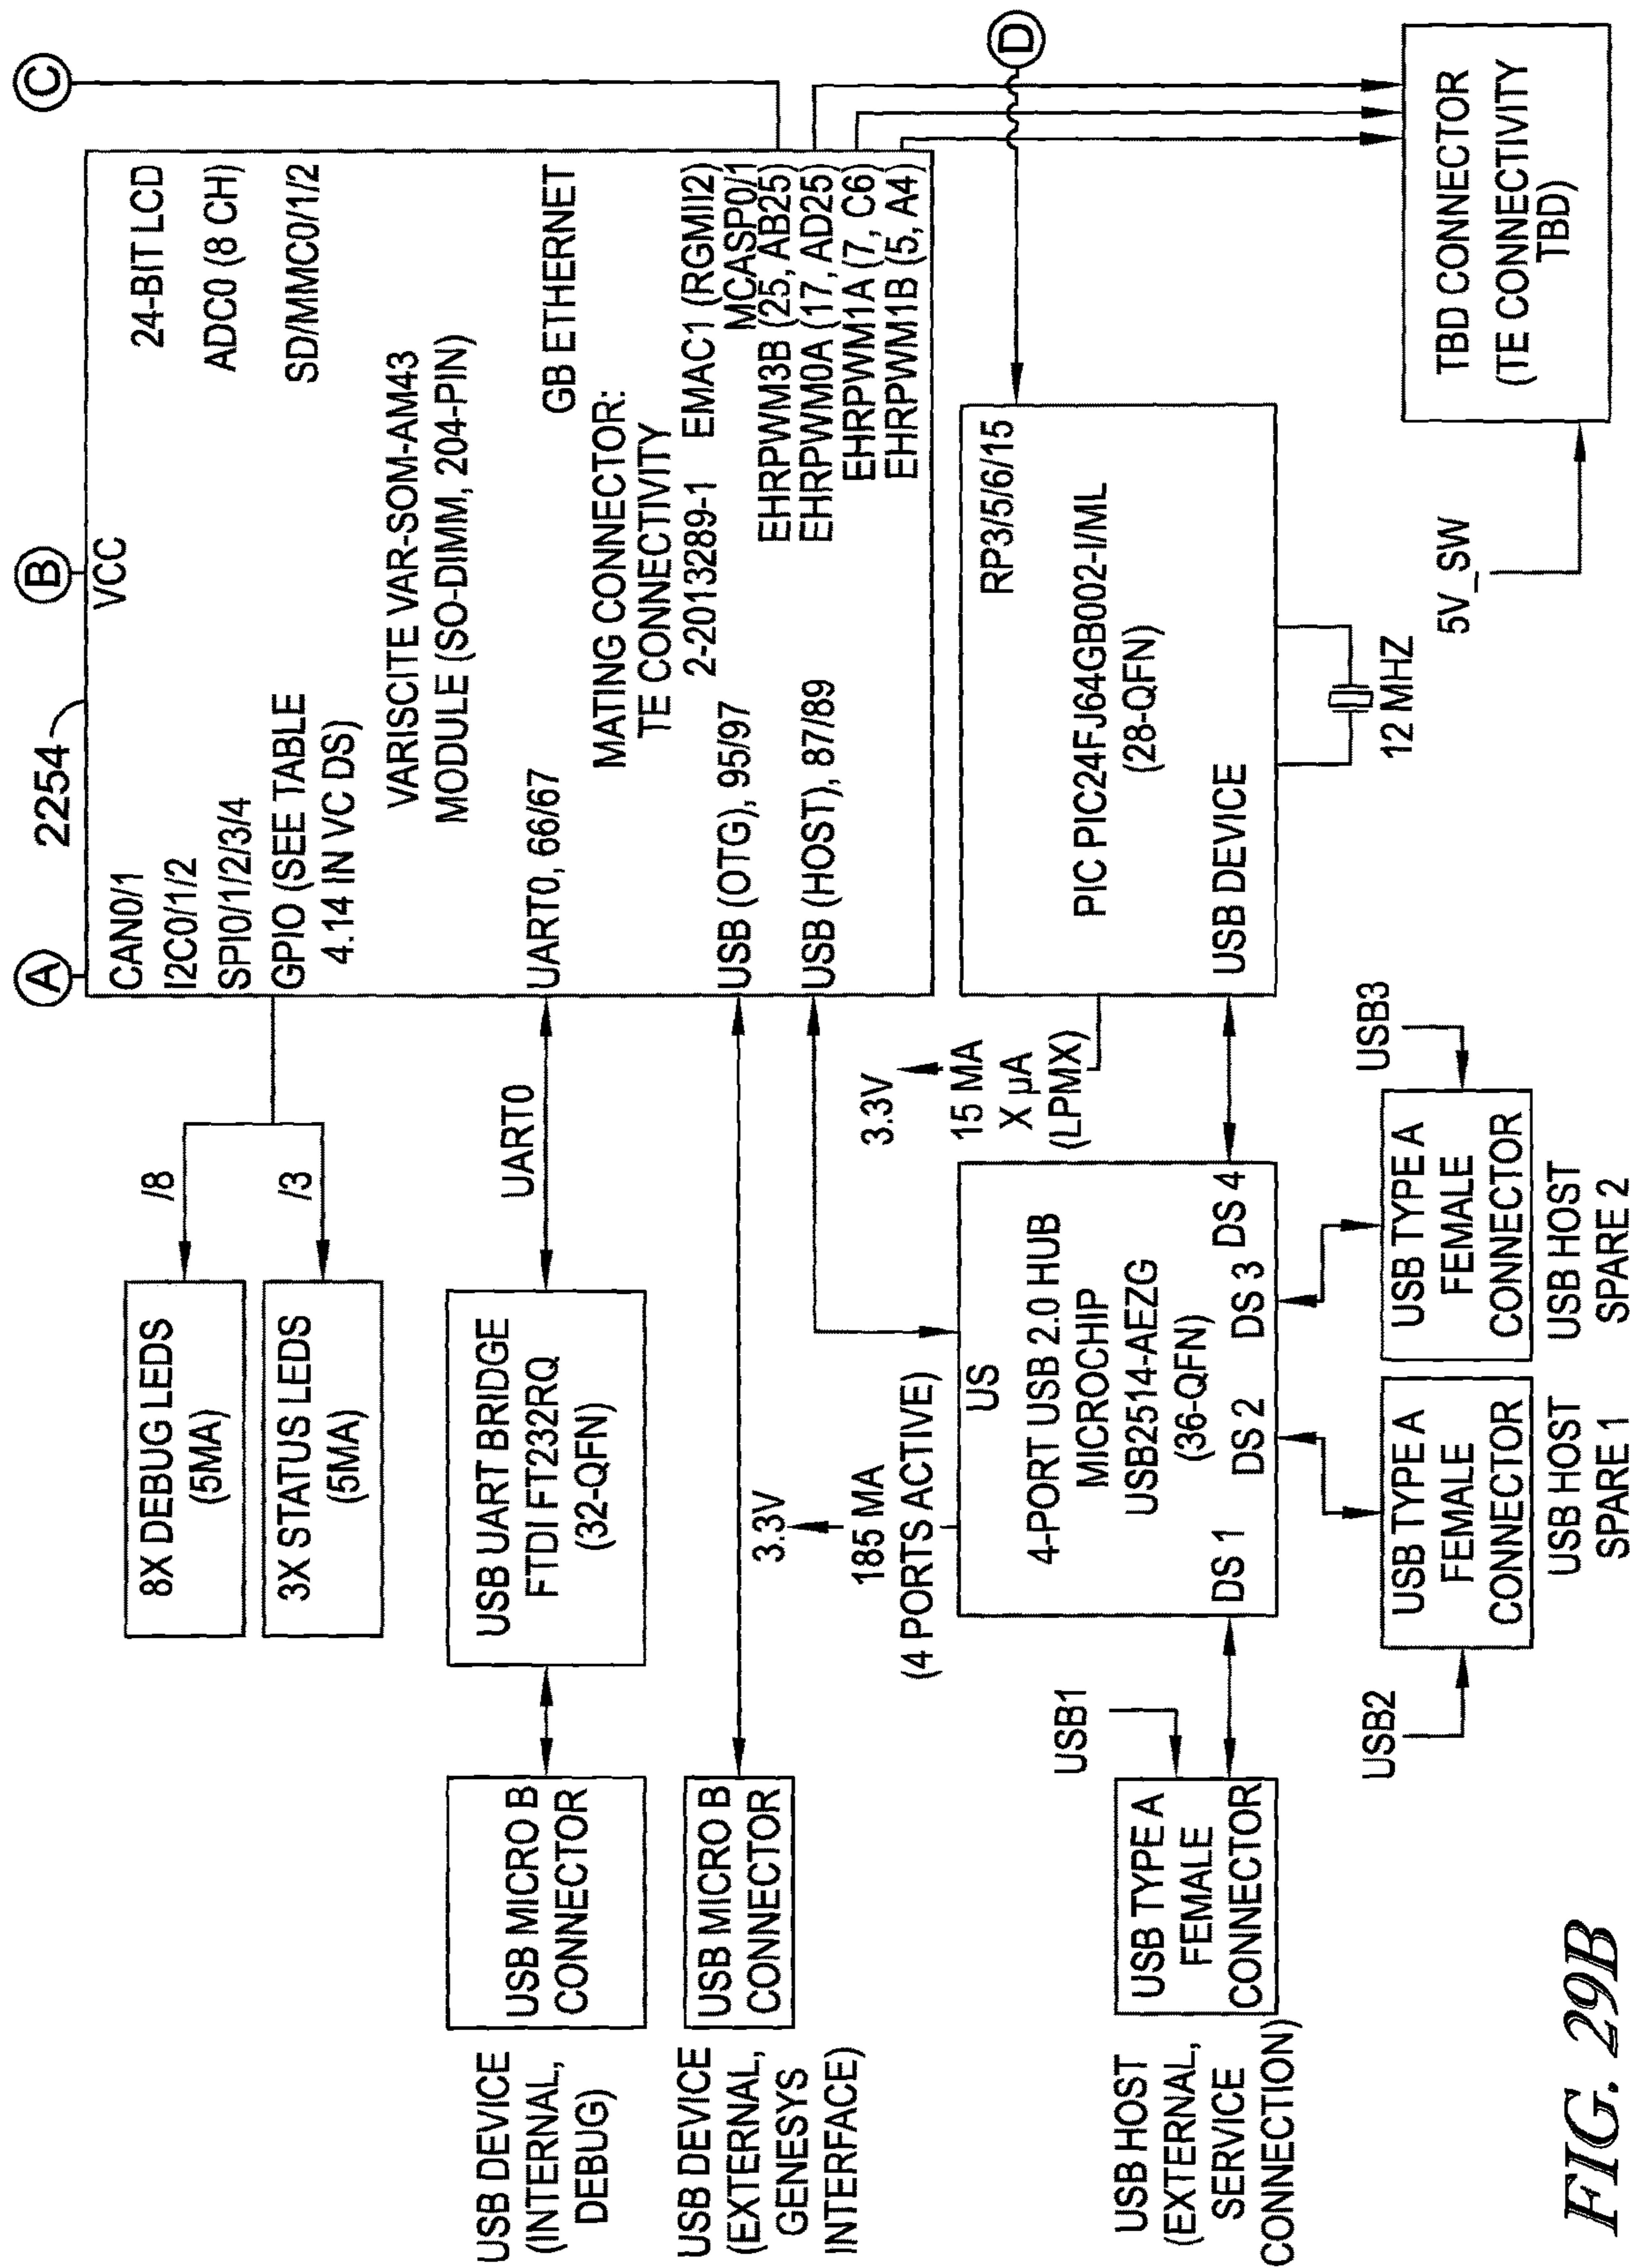 A
B
C
2254
VCC
CAN0/1
I2C0/1/2
SPI0/1/2/3/4
GPIO (SEE TABLE
4.14 IN VC DS)
24-BIT LCD
ADC0 (8 CH)
SD/MMC0/1/2
VARISCITE VAR-SOM-AM43
MODULE (SO-DIMM, 204-PIN)
UART0, 66/67
GB ETHERNET
MATING CONNECTOR:
TE CONNECTIVITY
2-2013289-1
EMAC1 (RGMII2)
MCASP0/1
USB (OTG), 95/97
EHRPWM3B (25, AB25)
USB (HOST), 87/89
EHRPWM0A (17, AD25)
EHRPWM1A (7, C6)
EHRPWM1B (5, A4)
/8
/3
8X DEBUG LEDS
(5MA)
3X STATUS LEDS
(5MA)
UART0
USB UART BRIDGE
FTDI FT232RQ
(32-QFN)
USB MICRO B
CONNECTOR
USB DEVICE
(INTERNAL,
DEBUG)
USB MICRO B
CONNECTOR
USB DEVICE
(EXTERNAL,
GENESYS
INTERFACE)
3.3V
185 MA
(4 PORTS ACTIVE)
US
4-PORT USB 2.0 HUB
MICROCHIP
USB2514-AEZG
(36-QFN)
DS 1
DS 2
DS 3
DS 4
3.3V
15 MA
X μA
(LPMX)
D
RP3/5/6/15
PIC PIC24FJ64GB002-I/ML
(28-QFN)
USB DEVICE
12 MHZ
5V_SW
TBD CONNECTOR
(TE CONNECTIVITY
TBD)
USB1
USB TYPE A
FEMALE
CONNECTOR
USB HOST
(EXTERNAL,
SERVICE
CONNECTION)
USB2
USB TYPE A
FEMALE
CONNECTOR
USB HOST
SPARE 1
USB3
USB TYPE A
FEMALE
CONNECTOR
USB HOST
SPARE 2
FIG. 29B